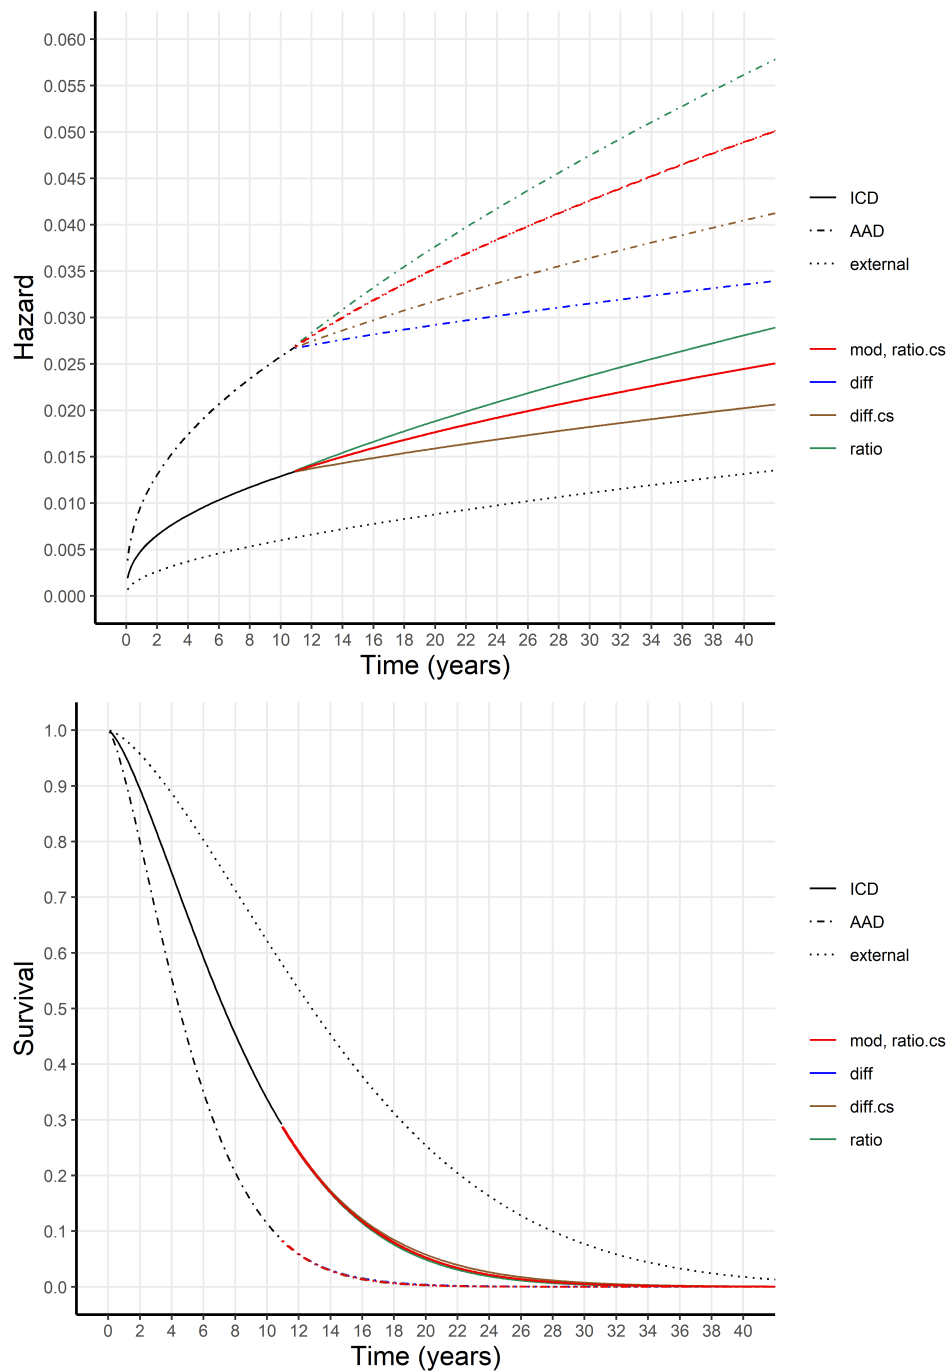 0.060
0.055
0.050
0.045
0.040
0.035
0.030
0.025
0.020
0.015
0.010
0.005
0.000
Hazard
0 2 4 6 8 10 12 14 16 18 20 22 24 26 28 30 32 34 36 38 40
Time (years)
ICD
AAD
external
mod, ratio.cs
diff
diff.cs
ratio
1.0
0.9
0.8
0.7
0.6
0.5
0.4
0.3
0.2
0.1
0.0
Survival
0 2 4 6 8 10 12 14 16 18 20 22 24 26 28 30 32 34 36 38 40
Time (years)
ICD
AAD
external
mod, ratio.cs
diff
diff.cs
ratio